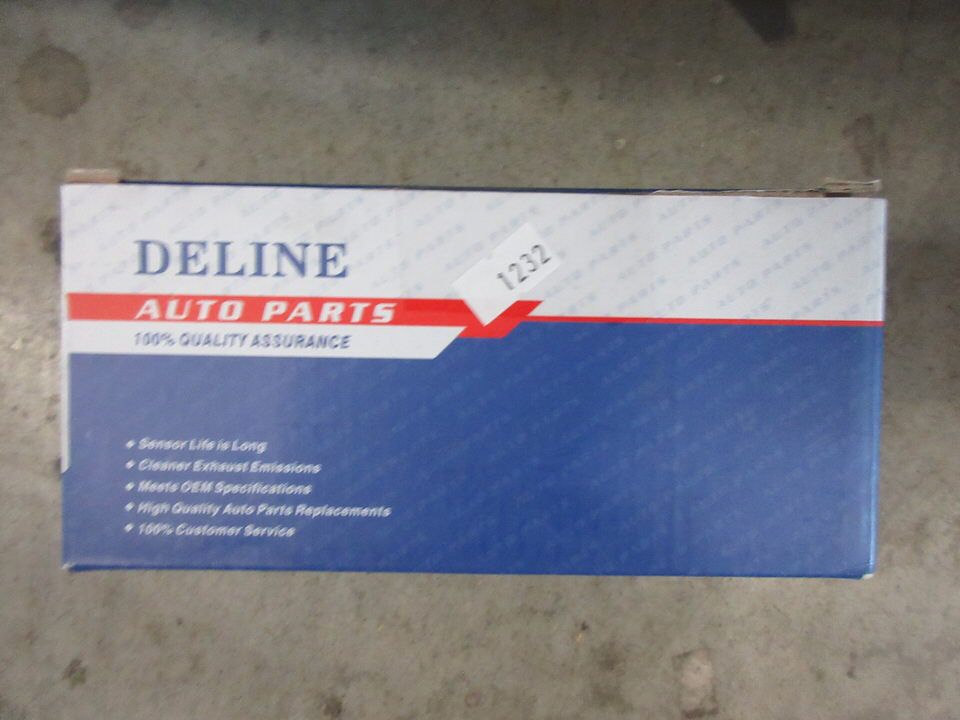 DELINE
1232
AUTO PARTS
100% QUALITY ASSURANCE
Sensor Life is Long
Cleaner Exhaust Emissions
Meets OEM Specifications
High Quality Auto Parts Replacements
100% Customer Service